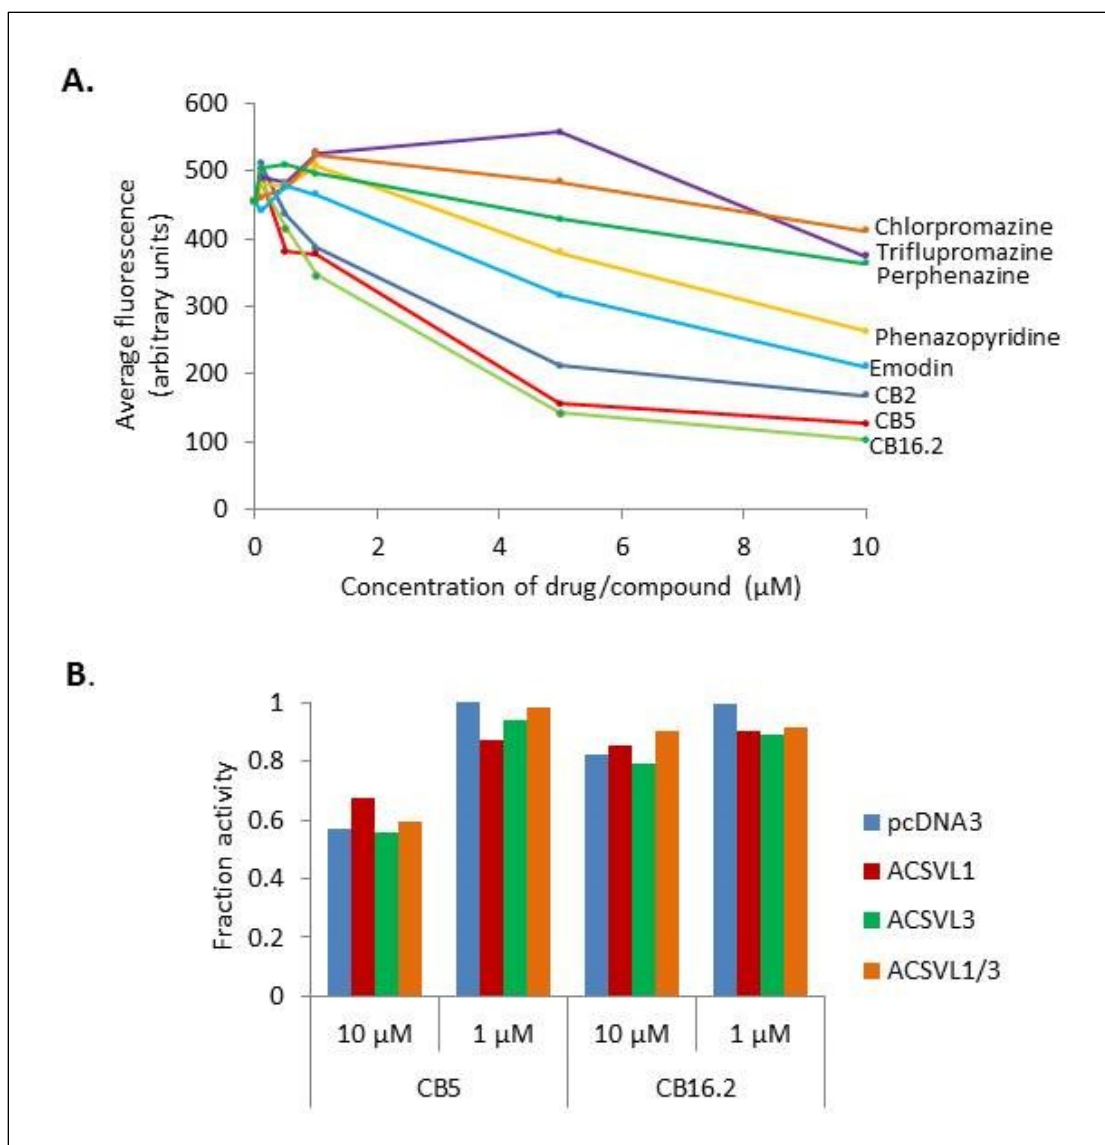 A.
600
500
400
300
200
100
0
Average fluorescence
(arbitrary units)
Chlorpromazine
Triflupromazine
Perphenazine
Phenazopyridine
Emodin
CB2
CB5
CB16.2
0 2 4 6 8 10
Concentration of drug/compound (µM)
B.
1
0.8
0.6
0.4
0.2
0
Fraction activity
10 µM 1 µM 10 µM 1 µM
CB5 CB16.2
pcDNA3
ACSVL1
ACSVL3
ACSVL1/3